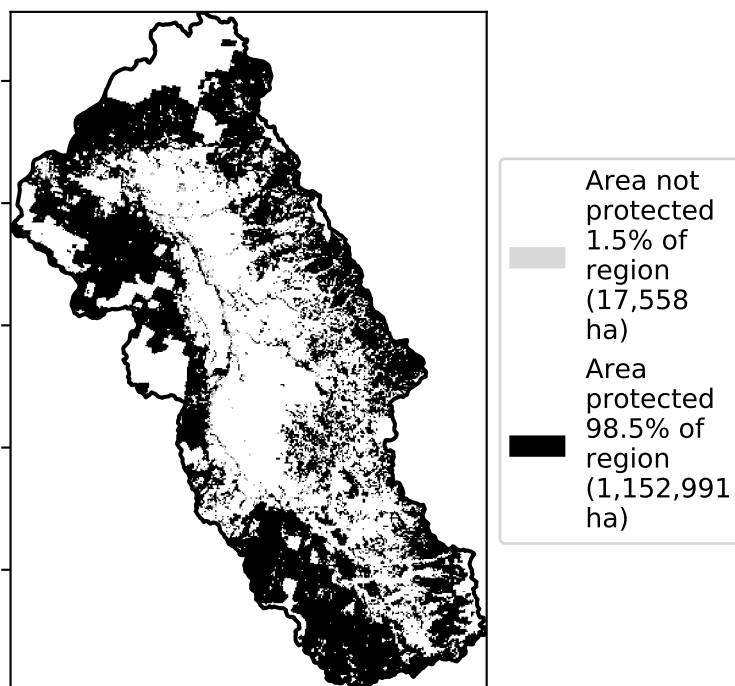 Area not
protected
1.5% of
region
(17,558
ha)
Area
protected
98.5% of
region
(1,152,991
ha)